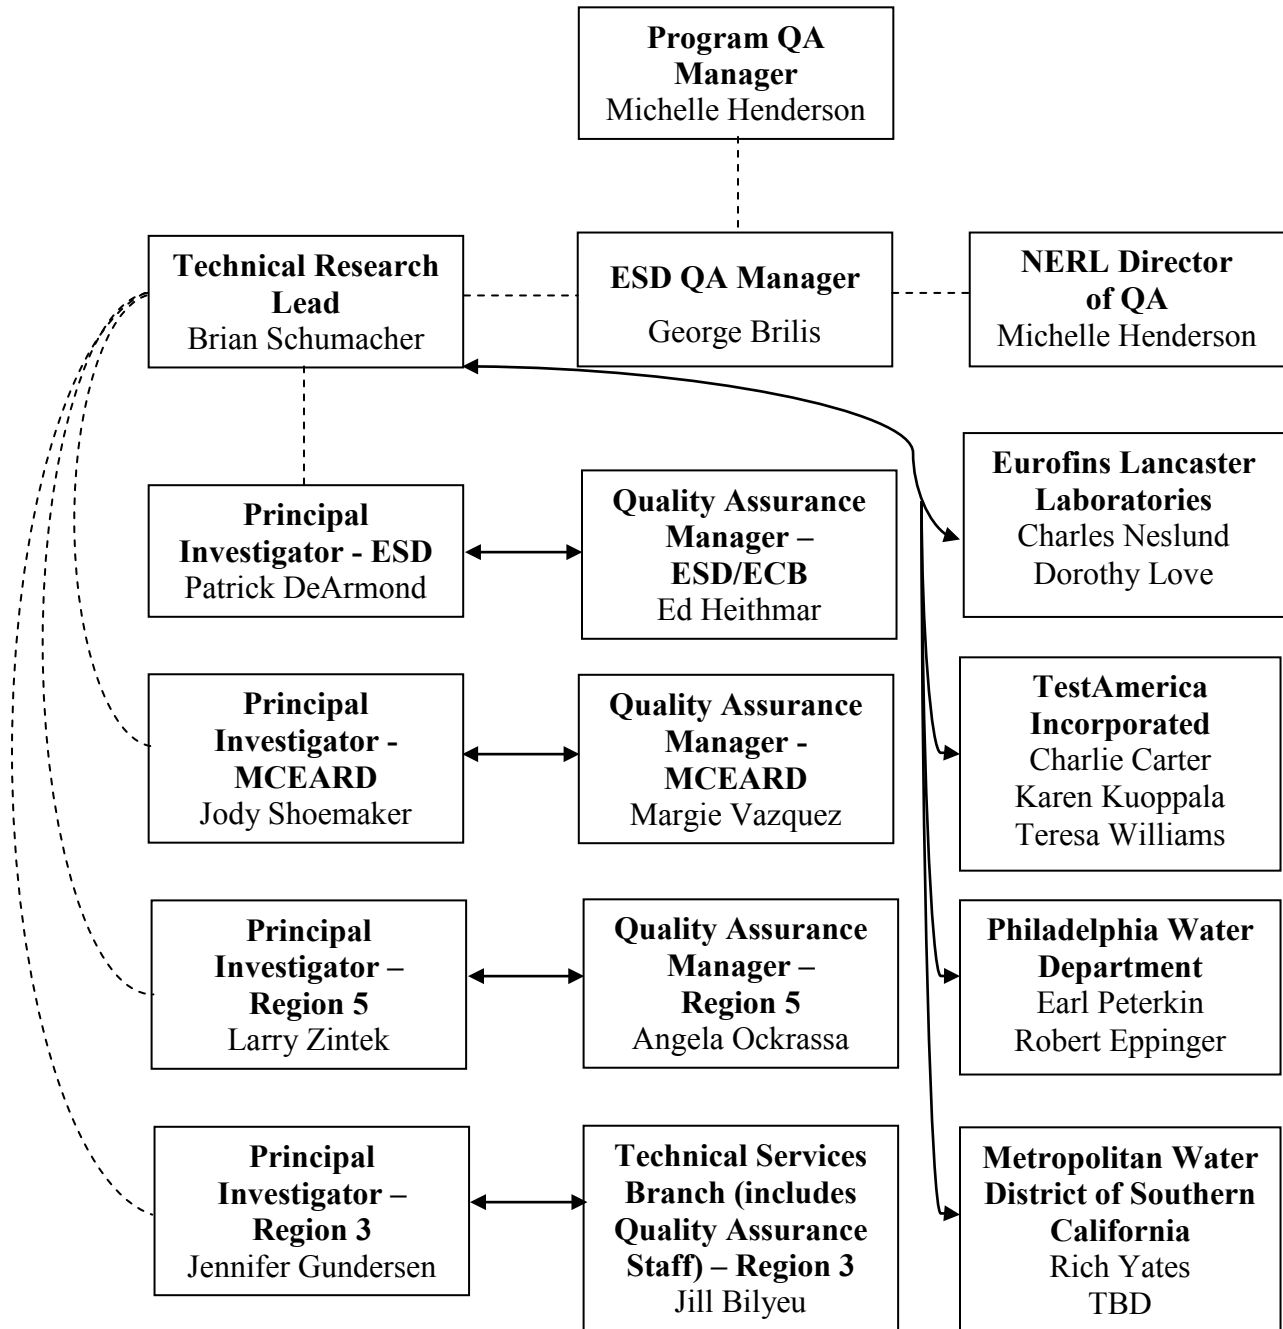 Program QA
Manager
Michelle Henderson
Technical Research
Lead
Brian Schumacher
ESD QA Manager
George Brilis
NERL Director
of QA
Michelle Henderson
Principal
Investigator - ESD
Patrick DeArmond
Quality Assurance
Manager –
ESD/ECB
Ed Heithmar
Eurofins Lancaster
Laboratories
Charles Neslund
Dorothy Love
Principal
Investigator -
MCEARD
Jody Shoemaker
Quality Assurance
Manager -
MCEARD
Margie Vazquez
TestAmerica
Incorporated
Charlie Carter
Karen Kuoppala
Teresa Williams
Principal
Investigator –
Region 5
Larry Zintek
Quality Assurance
Manager –
Region 5
Angela Ockrassa
Philadelphia Water
Department
Earl Peterkin
Robert Eppinger
Principal
Investigator –
Region 3
Jennifer Gundersen
Technical Services
Branch (includes
Quality Assurance
Staff) – Region 3
Jill Bilyeu
Metropolitan Water
District of Southern
California
Rich Yates
TBD